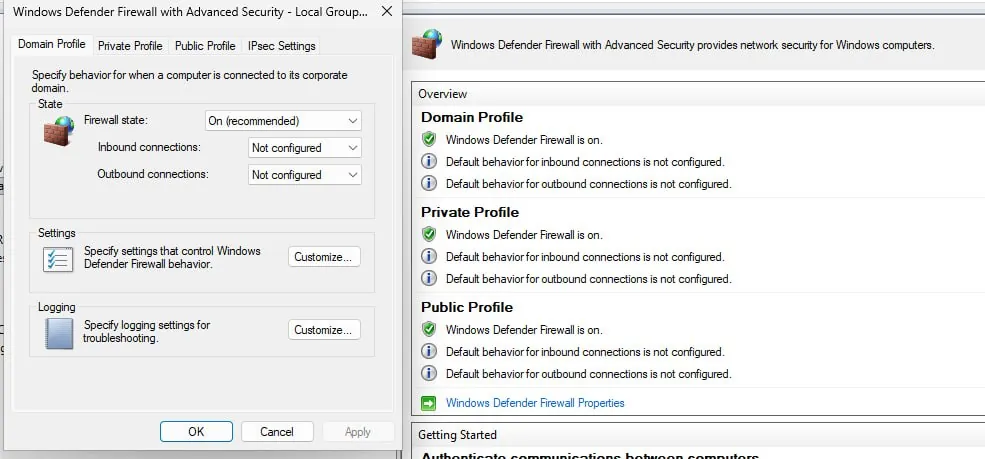 Windows Defender Firewall with Advanced Security - Local Group...
Domain Profile
Private Profile
Public Profile
IPsec Settings
Specify behavior for when a computer is connected to its corporate
domain.
State
Firewall state:
On (recommended)
Inbound connections:
Not configured
Outbound connections:
Not configured
Settings
Specify settings that control Windows
Defender Firewall behavior.
Customize...
Logging
Specify logging settings for
troubleshooting.
Customize...
OK
Cancel
Apply
Windows Defender Firewall with Advanced Security provides network security for Windows computers.
Overview
Domain Profile
Windows Defender Firewall is on.
Default behavior for inbound connections is not configured.
Default behavior for outbound connections is not configured.
Private Profile
Windows Defender Firewall is on.
Default behavior for inbound connections is not configured.
Default behavior for outbound connections is not configured.
Public Profile
Windows Defender Firewall is on.
Default behavior for inbound connections is not configured.
Default behavior for outbound connections is not configured.
Windows Defender Firewall Properties
Getting Started
Authenticate communications between computers